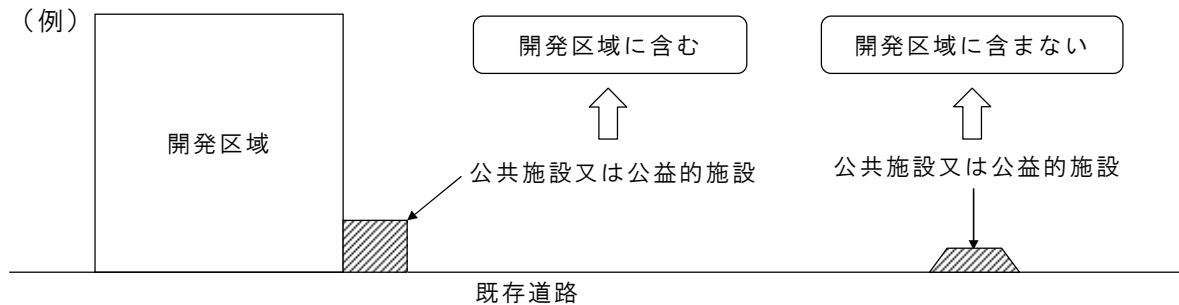 （例）
開発区域に含む
開発区域に含まない
開発区域
公共施設又は公益的施設
公共施設又は公益的施設
既存道路